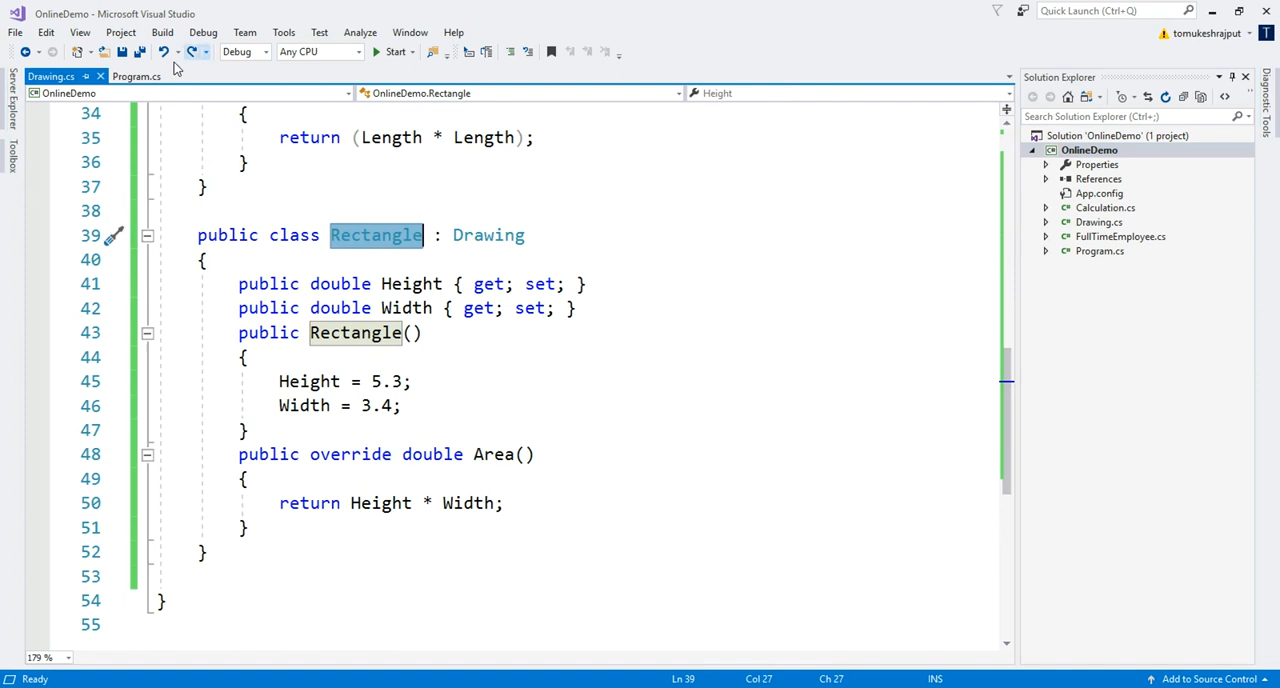 OnlineDemo - Microsoft Visual Studio
Quick Launch (Ctrl+Q)
File Edit View Project Build Debug Team Tools Test Analyze Window Help
tomukeshrajput
T
Debug
Any CPU
Start
Drawing.cs
Program.cs
OnlineDemo
OnlineDemo.Rectangle
Height
Server Explorer
Toolbox
34 {
35 return (Length * Length);
36 }
37 }
38
39 public class Rectangle : Drawing
40 {
41 public double Height { get; set; }
42 public double Width { get; set; }
43 public Rectangle()
44 {
45 Height = 5.3;
46 Width = 3.4;
47 }
48 public override double Area()
49 {
50 return Height * Width;
51 }
52 }
53
54 }
55
179 %
Solution Explorer
Search Solution Explorer (Ctrl+;)
Solution 'OnlineDemo' (1 project)
OnlineDemo
Properties
References
App.config
Calculation.cs
Drawing.cs
FullTimeEmployee.cs
Program.cs
Diagnostic Tools
Ready
Ln 39
Col 27
Ch 27
INS
Add to Source Control